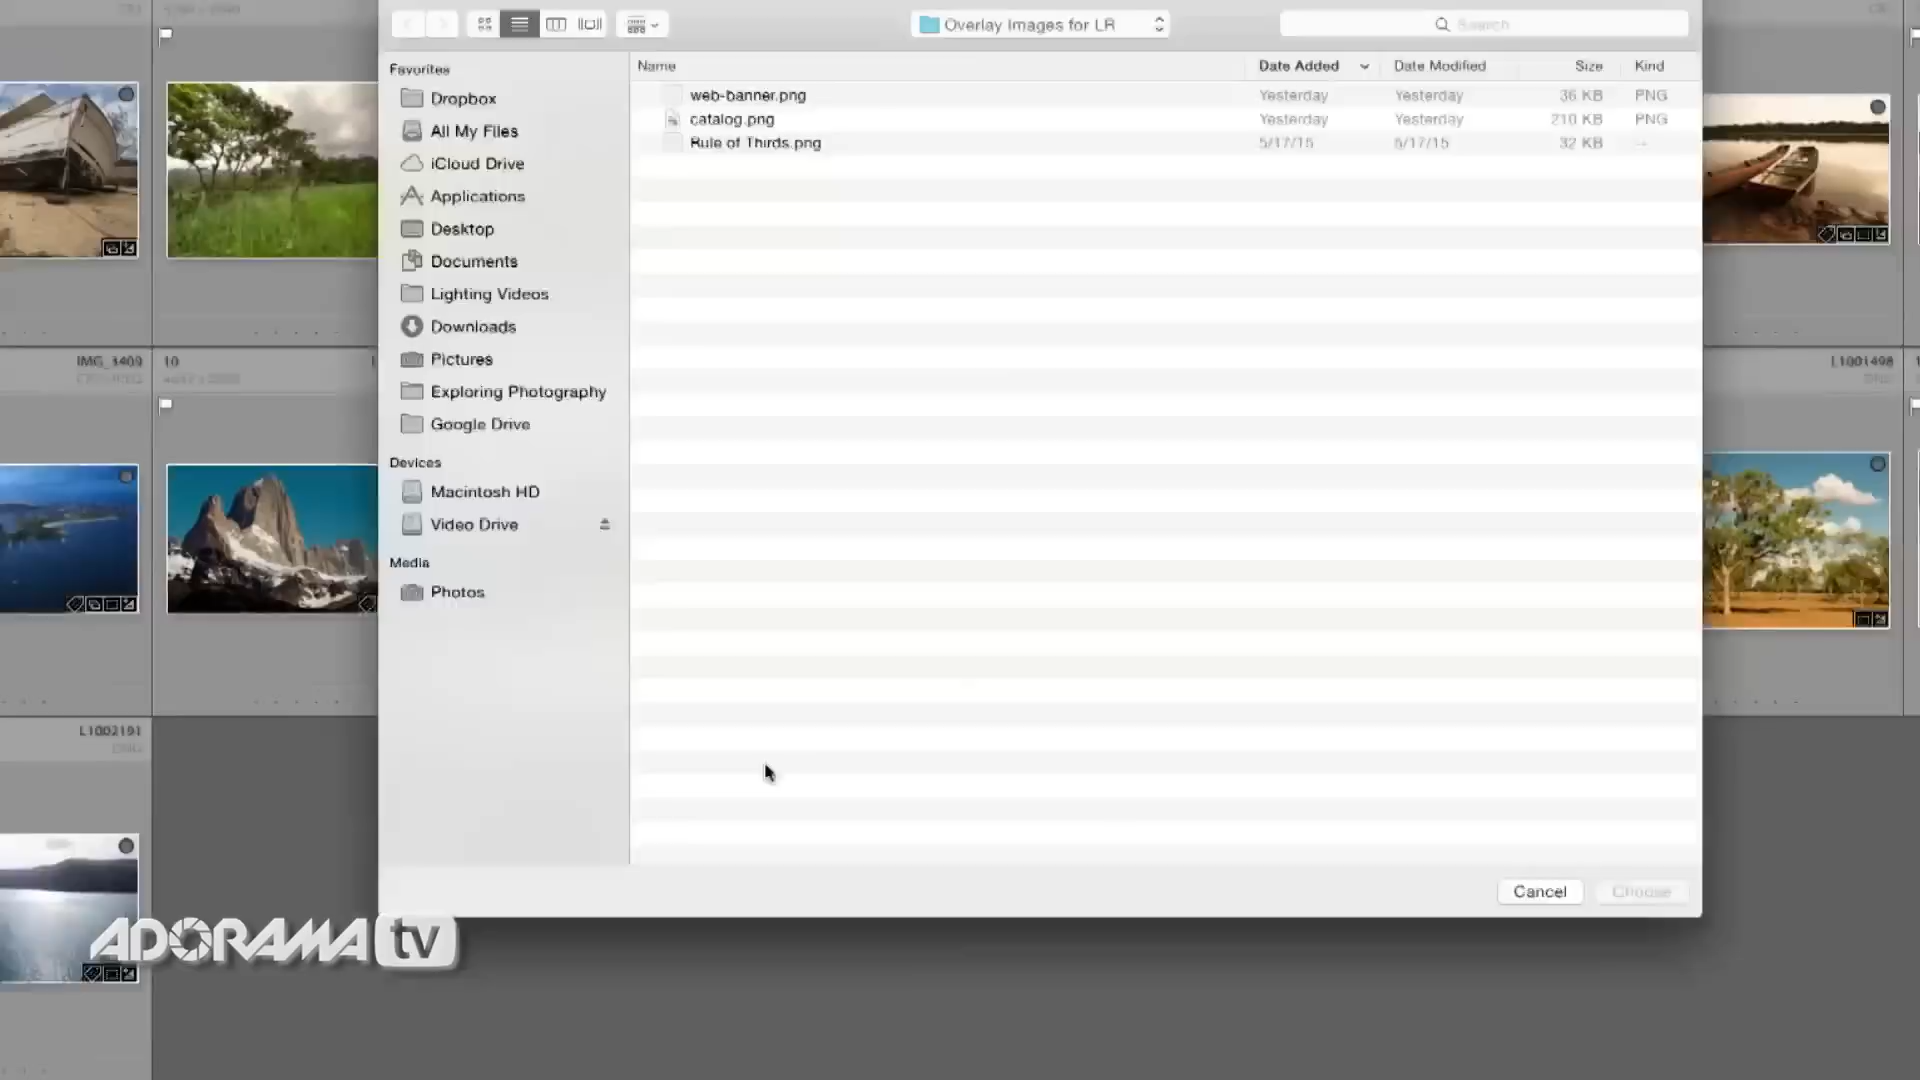 Overlay Images for LR
Search
Favorites
Dropbox
All My Files
iCloud Drive
Applications
Desktop
Documents
Lighting Videos
Downloads
Pictures
Exploring Photography
Google Drive
Devices
Macintosh HD
Video Drive
Media
Photos
Name Date Added Date Modified Size Kind
web-banner.png Yesterday Yesterday 36 KB PNG
catalog.png Yesterday Yesterday 210 KB PNG
Rule of Thirds.png 5/17/15 5/17/15 32 KB --
Cancel Choose
IMG_3409
10
L1001498
L1002191
DNG
ADORAMA tv